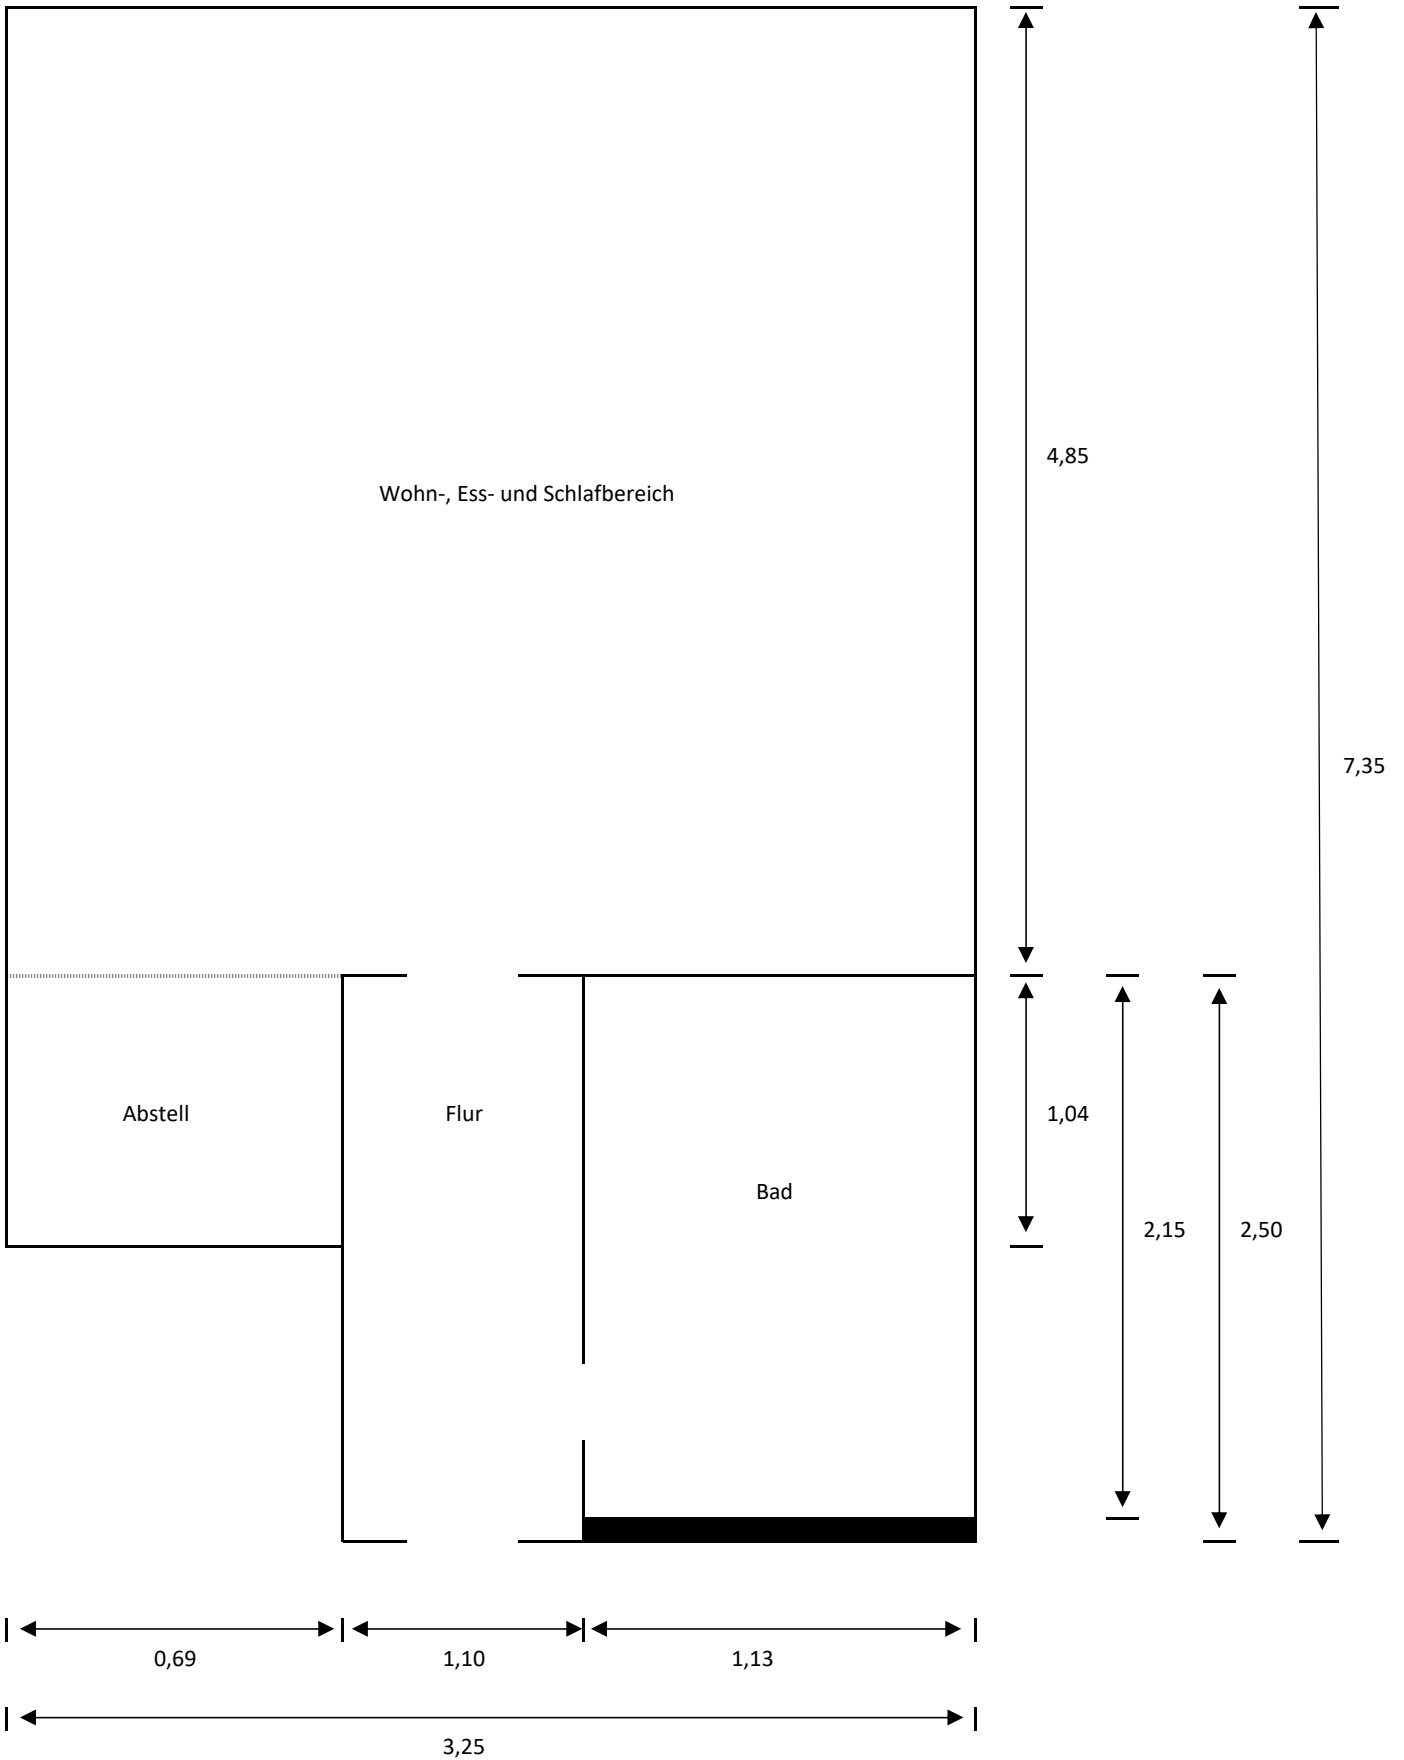 4,85
Wohn-, Ess- und Schlafbereich
7,35
Abstell
Flur
1,04
Bad
2,15
2,50
0,69
1,10
1,13
3,25